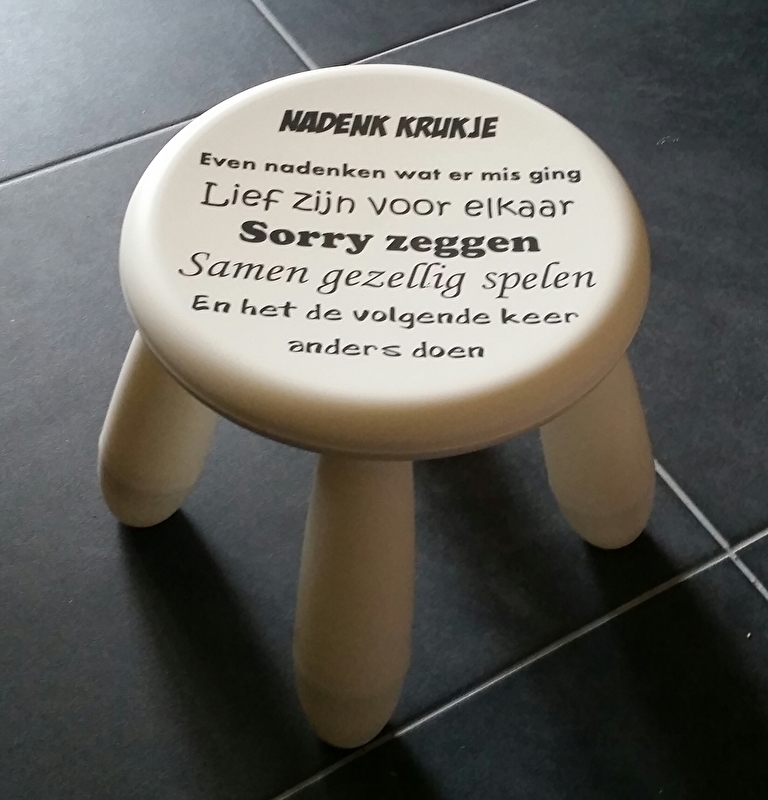 NADENK KRUKJE
Even nadenken wat er mis ging
Lief zijn voor elkaar
Sorry zeggen
Samen gezellig spelen
En het de volgende keer
anders doen